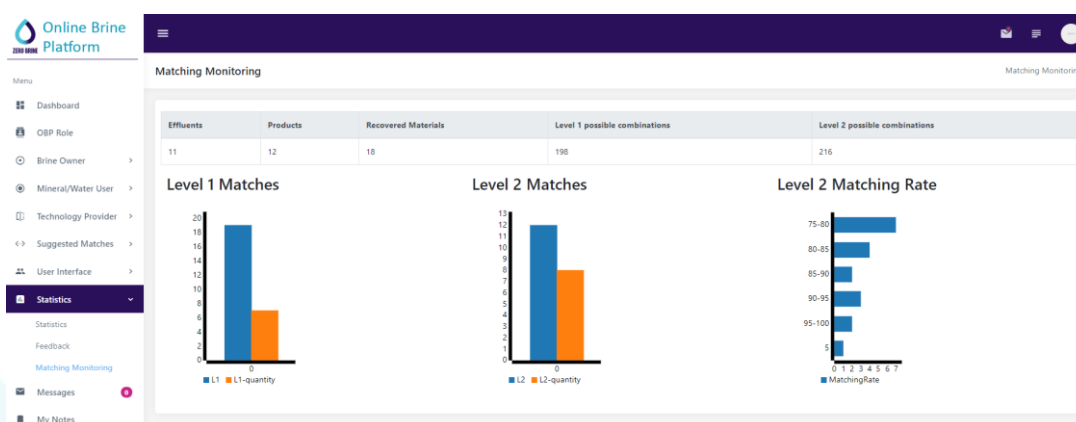 Online Brine
Platform
ZERO BRINE
Menu
Dashboard
OBP Role
Brine Owner
Mineral/Water User
Technology Provider
Suggested Matches
User Interface
Statistics
Statistics
Feedback
Matching Monitoring
Messages 8
My Notes
Matching Monitoring
Matching Monitorin
Effluents Products Recovered Materials Level 1 possible combinations Level 2 possible combinations
11 12 18 198 216
Level 1 Matches
20
18
16
14
12
10
8
6
4
2
0
0
L1 L1-quantity
Level 2 Matches
13
12
11
10
9
8
7
6
5
4
3
2
1
0
0
L2 L2-quantity
Level 2 Matching Rate
75-80
80-85
85-90
90-95
95-100
5
0 1 2 3 4 5 6 7
MatchingRate